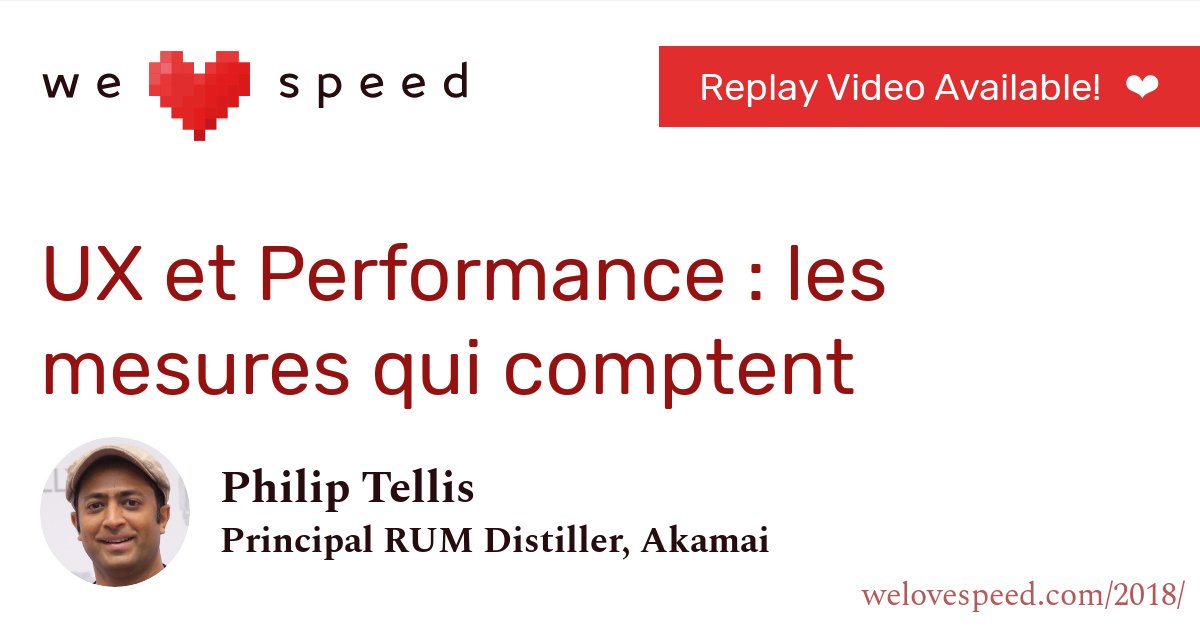 we speed
Replay Video Available! ❤
UX et Performance : les
mesures qui comptent
Philip Tellis
Principal RUM Distiller, Akamai
welovespeed.com/2018/